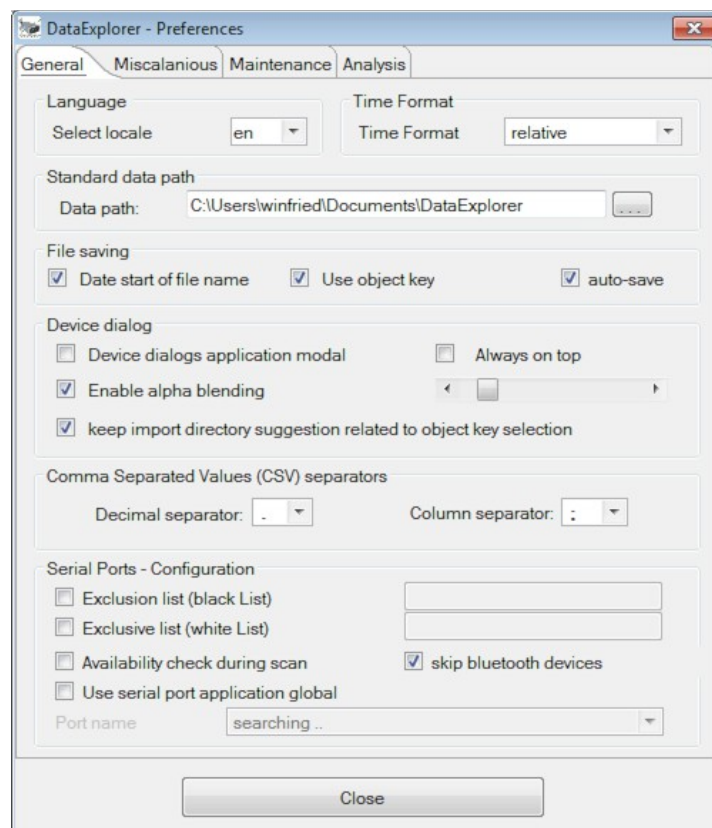 DataExplorer - Preferences
General Miscalanious Maintenance Analysis
Language Time Format
Select locale en Time Format relative
Standard data path
Data path: C:\Users\winfried\Documents\DataExplorer ...
File saving
Date start of file name Use object key auto-save
Device dialog
Device dialogs application modal Always on top
Enable alpha blending
keep import directory suggestion related to object key selection
Comma Separated Values (CSV) separators
Decimal separator: . Column separator: ;
Serial Ports - Configuration
Exclusion list (black List)
Exclusive list (white List)
Availability check during scan skip bluetooth devices
Use serial port application global
Port name searching ..
Close